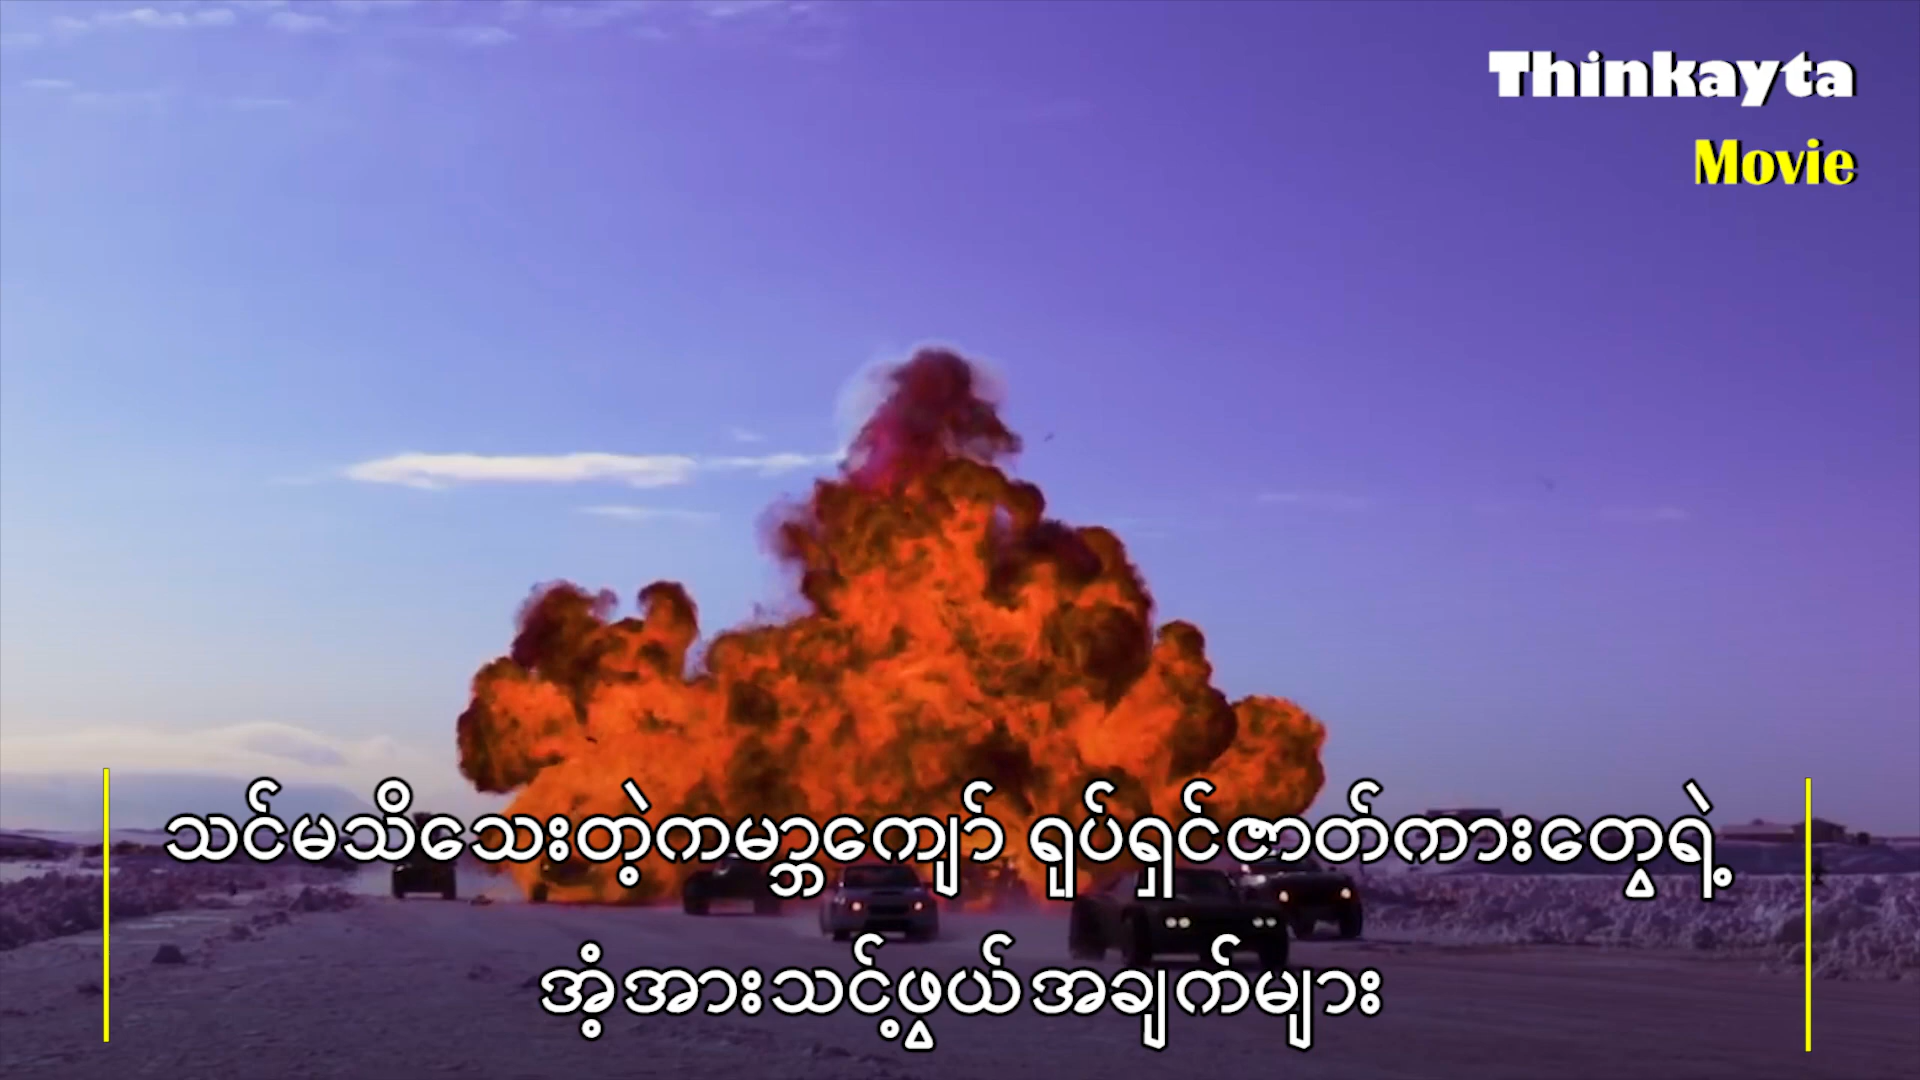 Thinkayta
Movie
သင်မသိသေးတဲ့ကမ္ဘာကျော် ရုပ်ရှင်ဇာတ်ကားတွေရဲ့
အံ့အားသင့်ဖွယ်အချက်များ